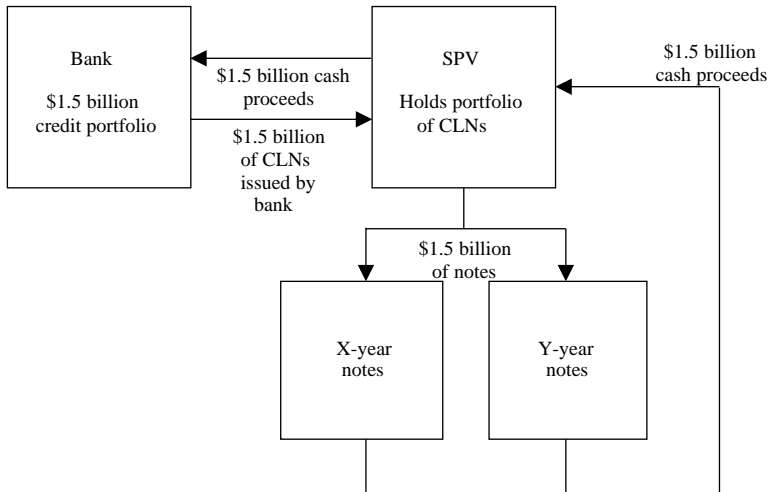 Bank
$1.5 billion
credit portfolio
$1.5 billion cash
proceeds
$1.5 billion
of CLNs
issued by
bank
SPV
Holds portfolio
of CLNs
$1.5 billion
cash proceeds
$1.5 billion
of notes
X-year
notes
Y-year
notes